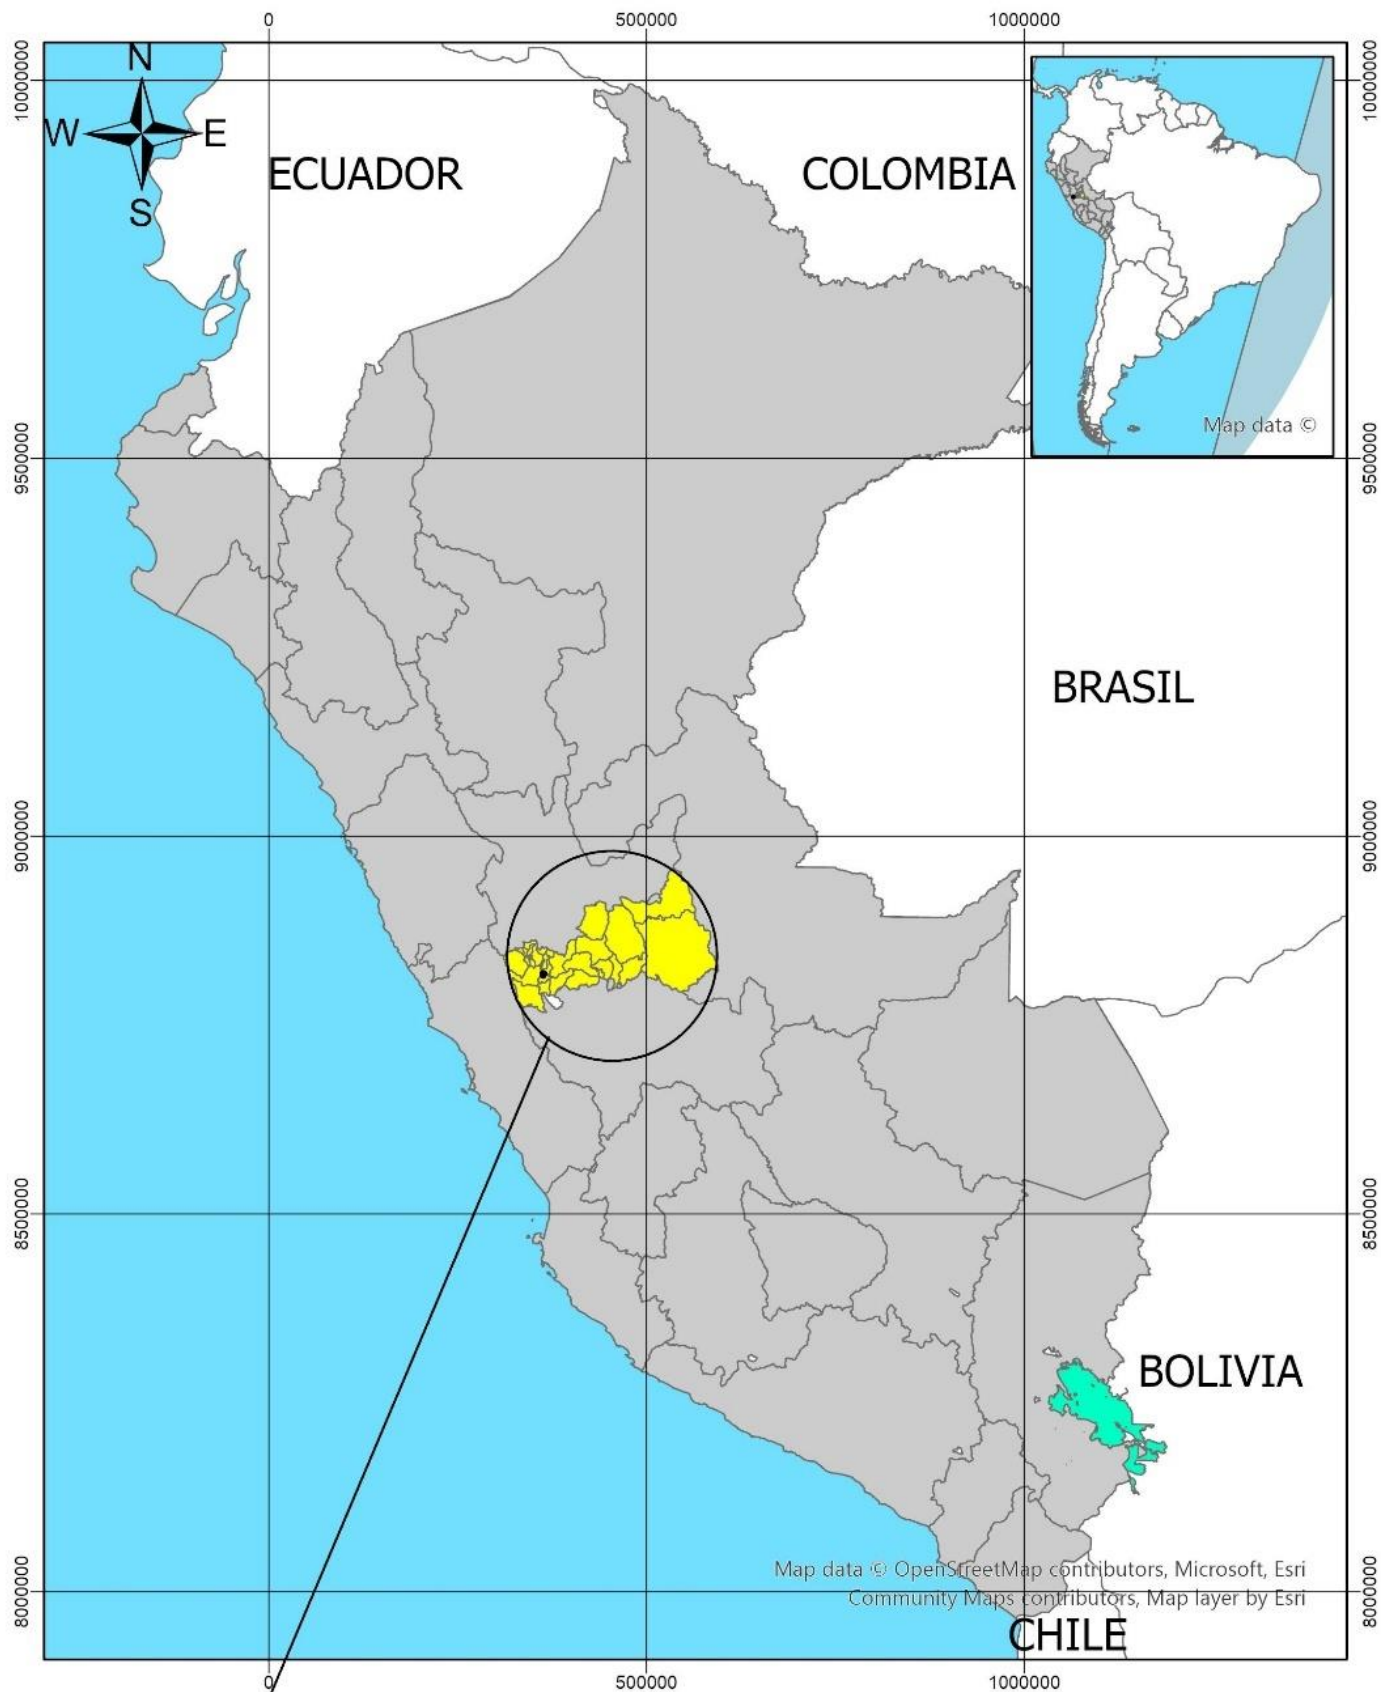 0 500000 1000000
10000000 10000000
N
W E
S
ECUADOR COLOMBIA
Map data ©
9500000 9500000
BRASIL
9000000 9000000
8500000 8500000
BOLIVIA
8000000 8000000
Map data © OpenStreetMap contributors, Microsoft, Esri
Community Maps contributors, Map layer by Esri
CHILE
0 500000 1000000